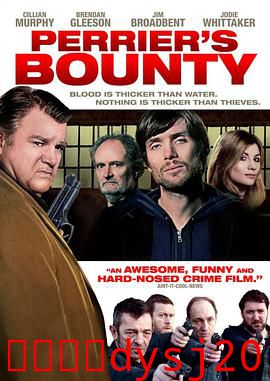 CILLIAN MURPHY
BRENDAN GLEESON
JIM BROADBENT
JODIE WHITTAKER
PERRIER'S
BOUNTY
BLOOD IS THICKER THAN WATER.
NOTHING IS THICKER THAN THIEVES.
"AN AWESOME, FUNNY
AND HARD-NOSED CRIME FILM."
AINT-IT-COOL-NEWS
dysj20